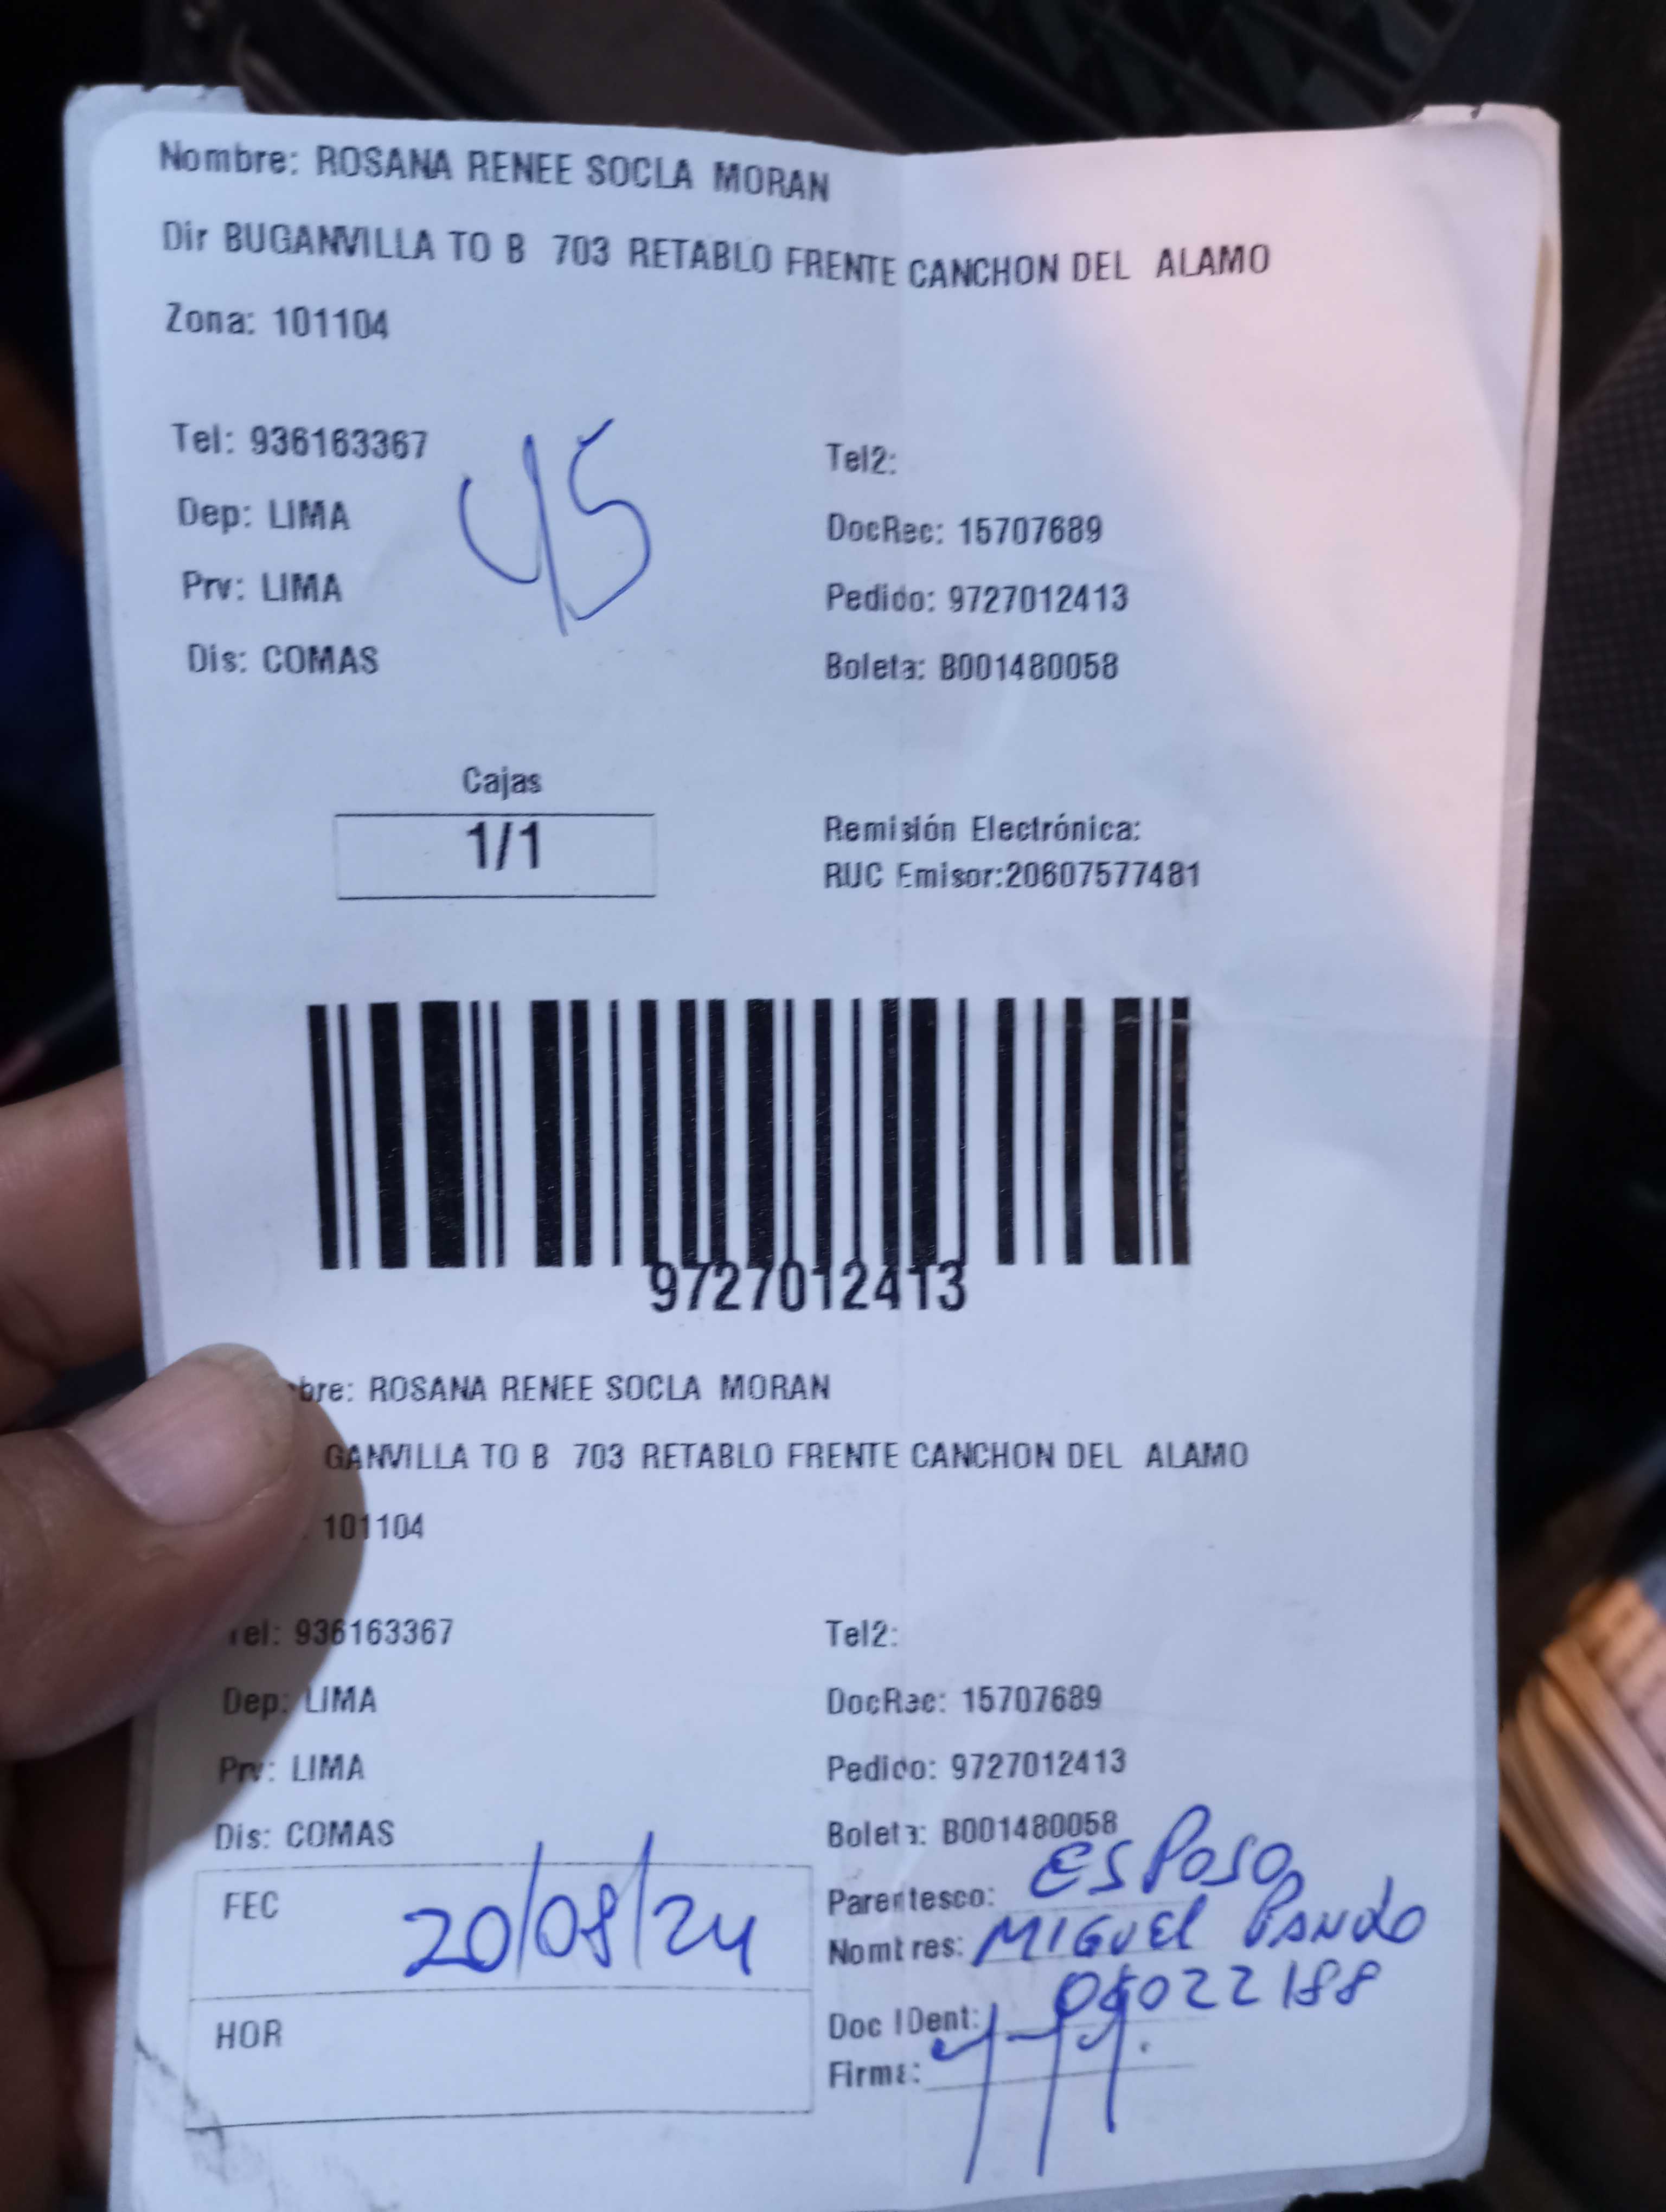 Nombre: ROSANA RENEE SOCLA MORAN
Dir BUGANVILLA TO B 703 RETABLO FRENTE CANCHON DEL ALAMO
Zona: 101104
45
Tel: 936163367
Tel2:
Dep: LIMA
DocRec: 15707689
Prv: LIMA
Pedido: 9727012413
Dis: COMAS
Boleta: B001480058
Cajas
1/1
Remisión Electrónica:
RUC Emisor:20607577481
9727012413
bre: ROSANA RENEE SOCLA MORAN
GANVILLA TO B 703 RETABLO FRENTE CANCHON DEL ALAMO
101104
Tel: 936163367
Tel2:
Dep: LIMA
DocRec: 15707689
Prv: LIMA
Pedido: 9727012413
Dis: COMAS
Boleta: B001480058
FEC 20/08/24
Parentesco: ESPOSO
Nombres: MIGUEL PANDO
Doc IDent:
HOR
Firma: